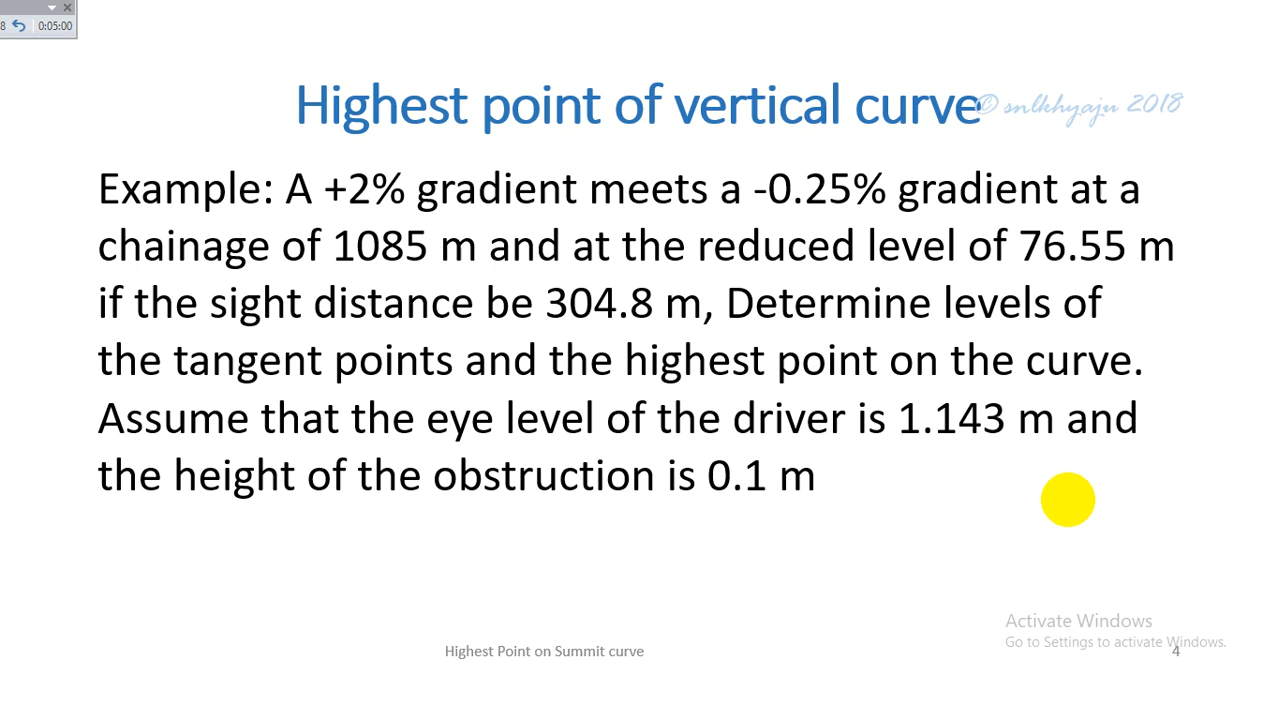 8 0:05:00
Highest point of vertical curve
© snlkhyaju 2018
Example: A +2% gradient meets a -0.25% gradient at a
chainage of 1085 m and at the reduced level of 76.55 m
if the sight distance be 304.8 m, Determine levels of
the tangent points and the highest point on the curve.
Assume that the eye level of the driver is 1.143 m and
the height of the obstruction is 0.1 m
Activate Windows
Go to Settings to activate Windows.
Highest Point on Summit curve
4